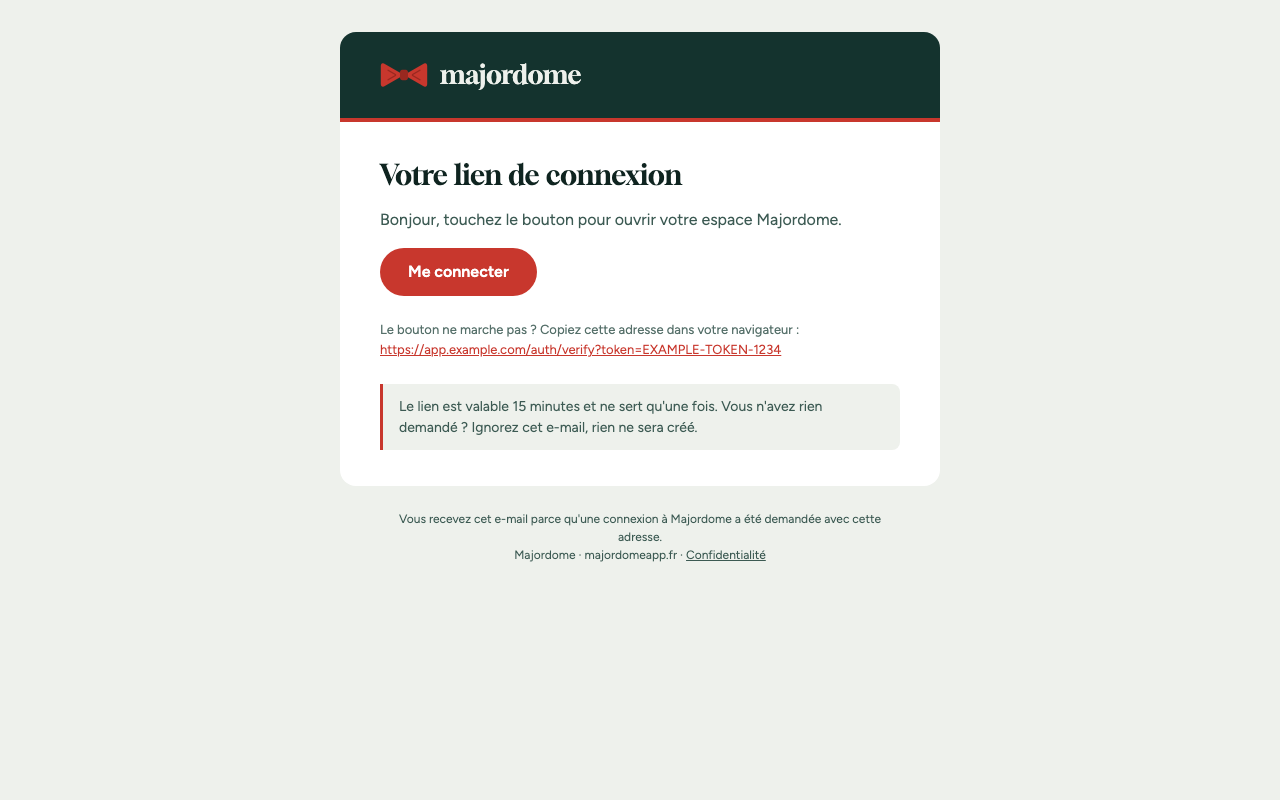 majordome
Votre lien de connexion
Bonjour, touchez le bouton pour ouvrir votre espace Majordome.
Me connecter
Le bouton ne marche pas ? Copiez cette adresse dans votre navigateur :
https://app.example.com/auth/verify?token=EXAMPLE-TOKEN-1234
Le lien est valable 15 minutes et ne sert qu'une fois. Vous n'avez rien
demandé ? Ignorez cet e-mail, rien ne sera créé.
Vous recevez cet e-mail parce qu'une connexion à Majordome a été demandée avec cette
adresse.
Majordome · majordomeapp.fr · Confidentialité